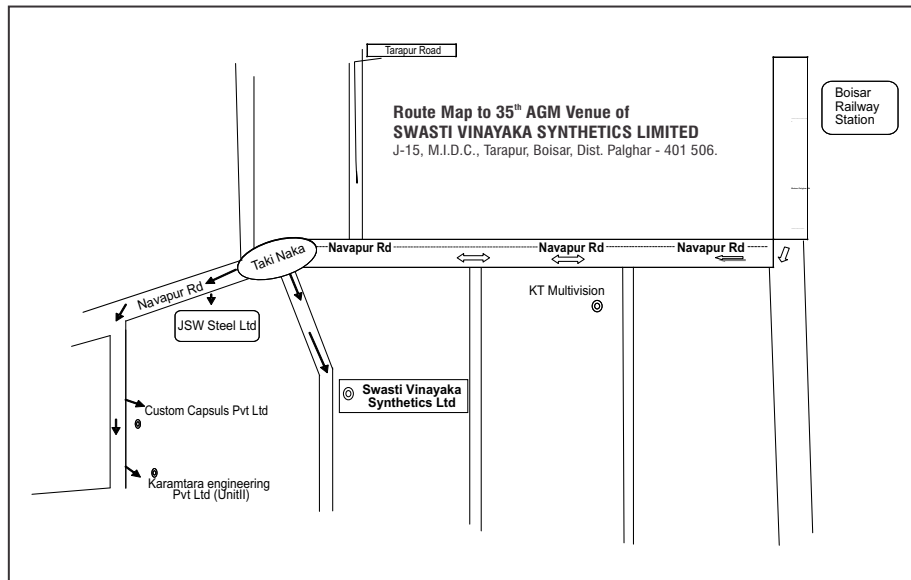 Tarapur Road
Boisar
Railway
Station
Route Map to 35th AGM Venue of
SWASTI VINAYAKA SYNTHETICS LIMITED
J-15, M.I.D.C., Tarapur, Boisar, Dist. Palghar - 401 506.
Taki Naka
Navapur Rd
Navapur Rd
Navapur Rd
Navapur Rd
KT Multivision
JSW Steel Ltd
Swasti Vinayaka
Synthetics Ltd
Custom Capsuls Pvt Ltd
Karamtara engineering
Pvt Ltd (UnitII)